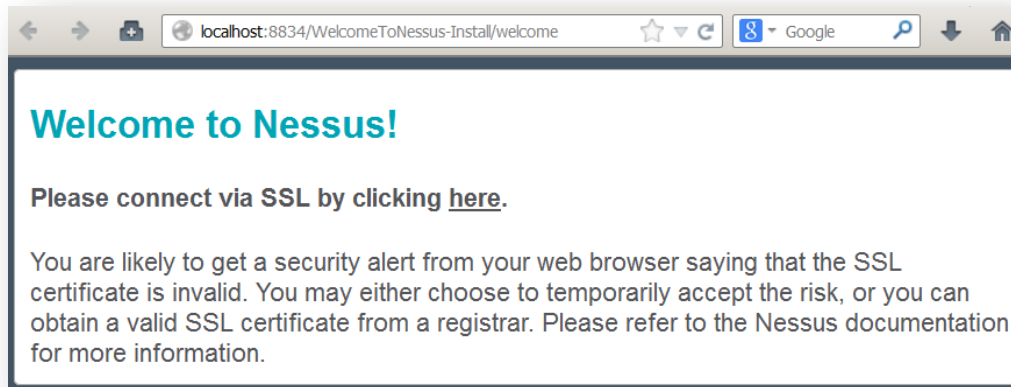 localhost:8834/WelcomeToNessus-Install/welcome
8 Google
Welcome to Nessus!
Please connect via SSL by clicking here.
You are likely to get a security alert from your web browser saying that the SSL
certificate is invalid. You may either choose to temporarily accept the risk, or you can
obtain a valid SSL certificate from a registrar. Please refer to the Nessus documentation
for more information.